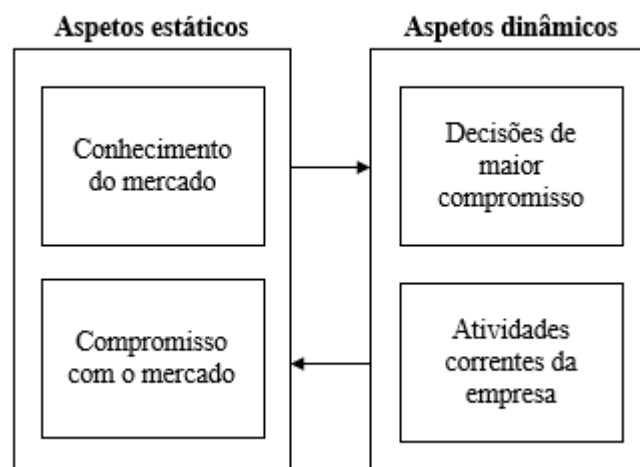 Aspetos estáticos
Aspetos dinâmicos
Conhecimento
do mercado
Decisões de
maior
compromisso
Compromisso
com o mercado
Atividades
correntes da
empresa